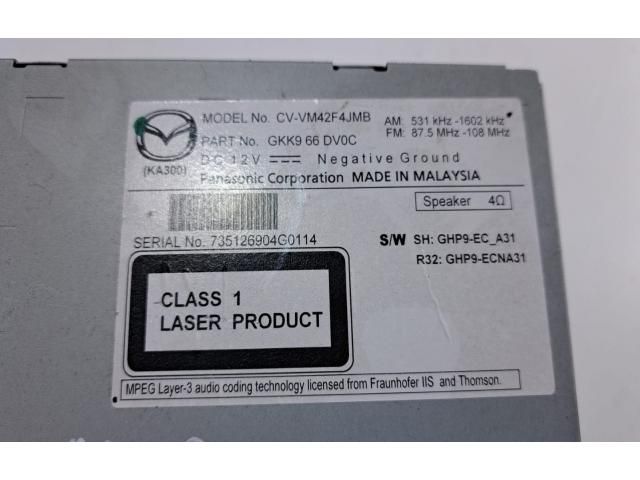 MODEL No. CV-VM42F4JMB
AM: 531 kHz -1602 kHz
FM: 87.5 MHz -108 MHz
PART No. GKK9 66 DV0C
DC 12V Negative Ground
(KA300)
Panasonic Corporation MADE IN MALAYSIA
Speaker 4Ω
SERIAL No. 735126904G0114
S/W SH: GHP9-EC_A31
R32: GHP9-ECNA31
CLASS 1
LASER PRODUCT
MPEG Layer-3 audio coding technology licensed from Fraunhofer IIS and Thomson.